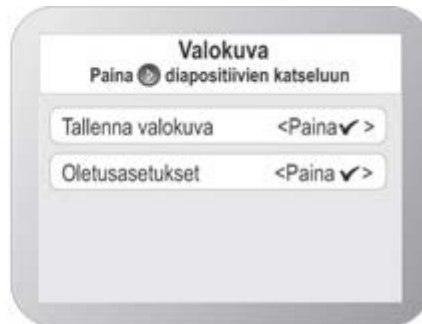 Valokuva
Paina diapositiivien katseluun
Tallenna valokuva <Paina✔ >
Oletusasetukset <Paina ✔>